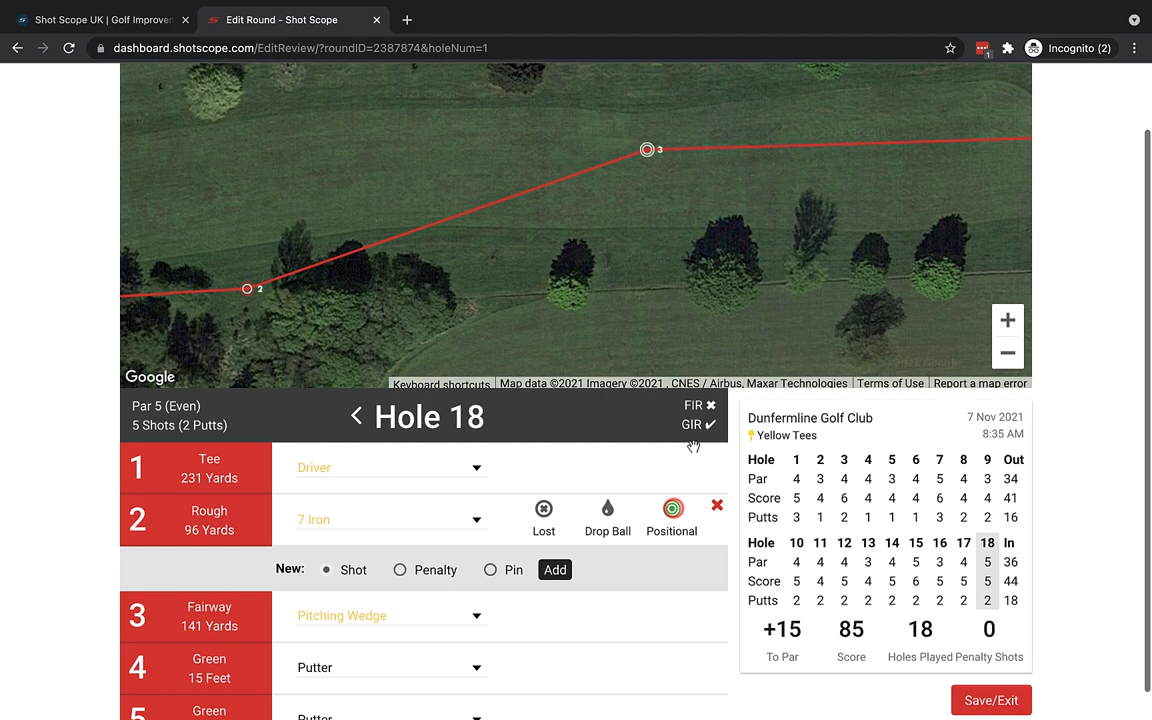 Shot Scope UK | Golf Improve
Edit Round - Shot Scope
dashboard.shotscope.com/EditReview/?roundID=2387874&holeNum=1
1
Incognito (2)
3
2
Google
Keyboard shortcuts
Map data ©2021 Imagery ©2021 , CNES / Airbus, Maxar Technologies
Terms of Use
Report a map error
Par 5 (Even)
5 Shots (2 Putts)
Hole 18
FIR
GIR
1
Tee
231 Yards
Driver
2
Rough
96 Yards
7 Iron
Lost
Drop Ball
Positional
New: Shot Penalty Pin Add
3
Fairway
141 Yards
Pitching Wedge
4
Green
15 Feet
Putter
5
Green
Putter
Dunfermline Golf Club
7 Nov 2021
Yellow Tees
8:35 AM
Hole 1 2 3 4 5 6 7 8 9 Out
Par 4 3 4 4 3 4 5 4 3 34
Score 5 4 6 4 4 4 6 4 4 41
Putts 3 1 2 1 1 1 3 2 2 16
Hole 10 11 12 13 14 15 16 17 18 In
Par 4 4 4 3 4 5 3 4 5 36
Score 5 4 5 4 5 6 5 5 5 44
Putts 2 2 2 2 2 2 2 2 2 18
+15 85 18 0
To Par Score Holes Played Penalty Shots
Save/Exit